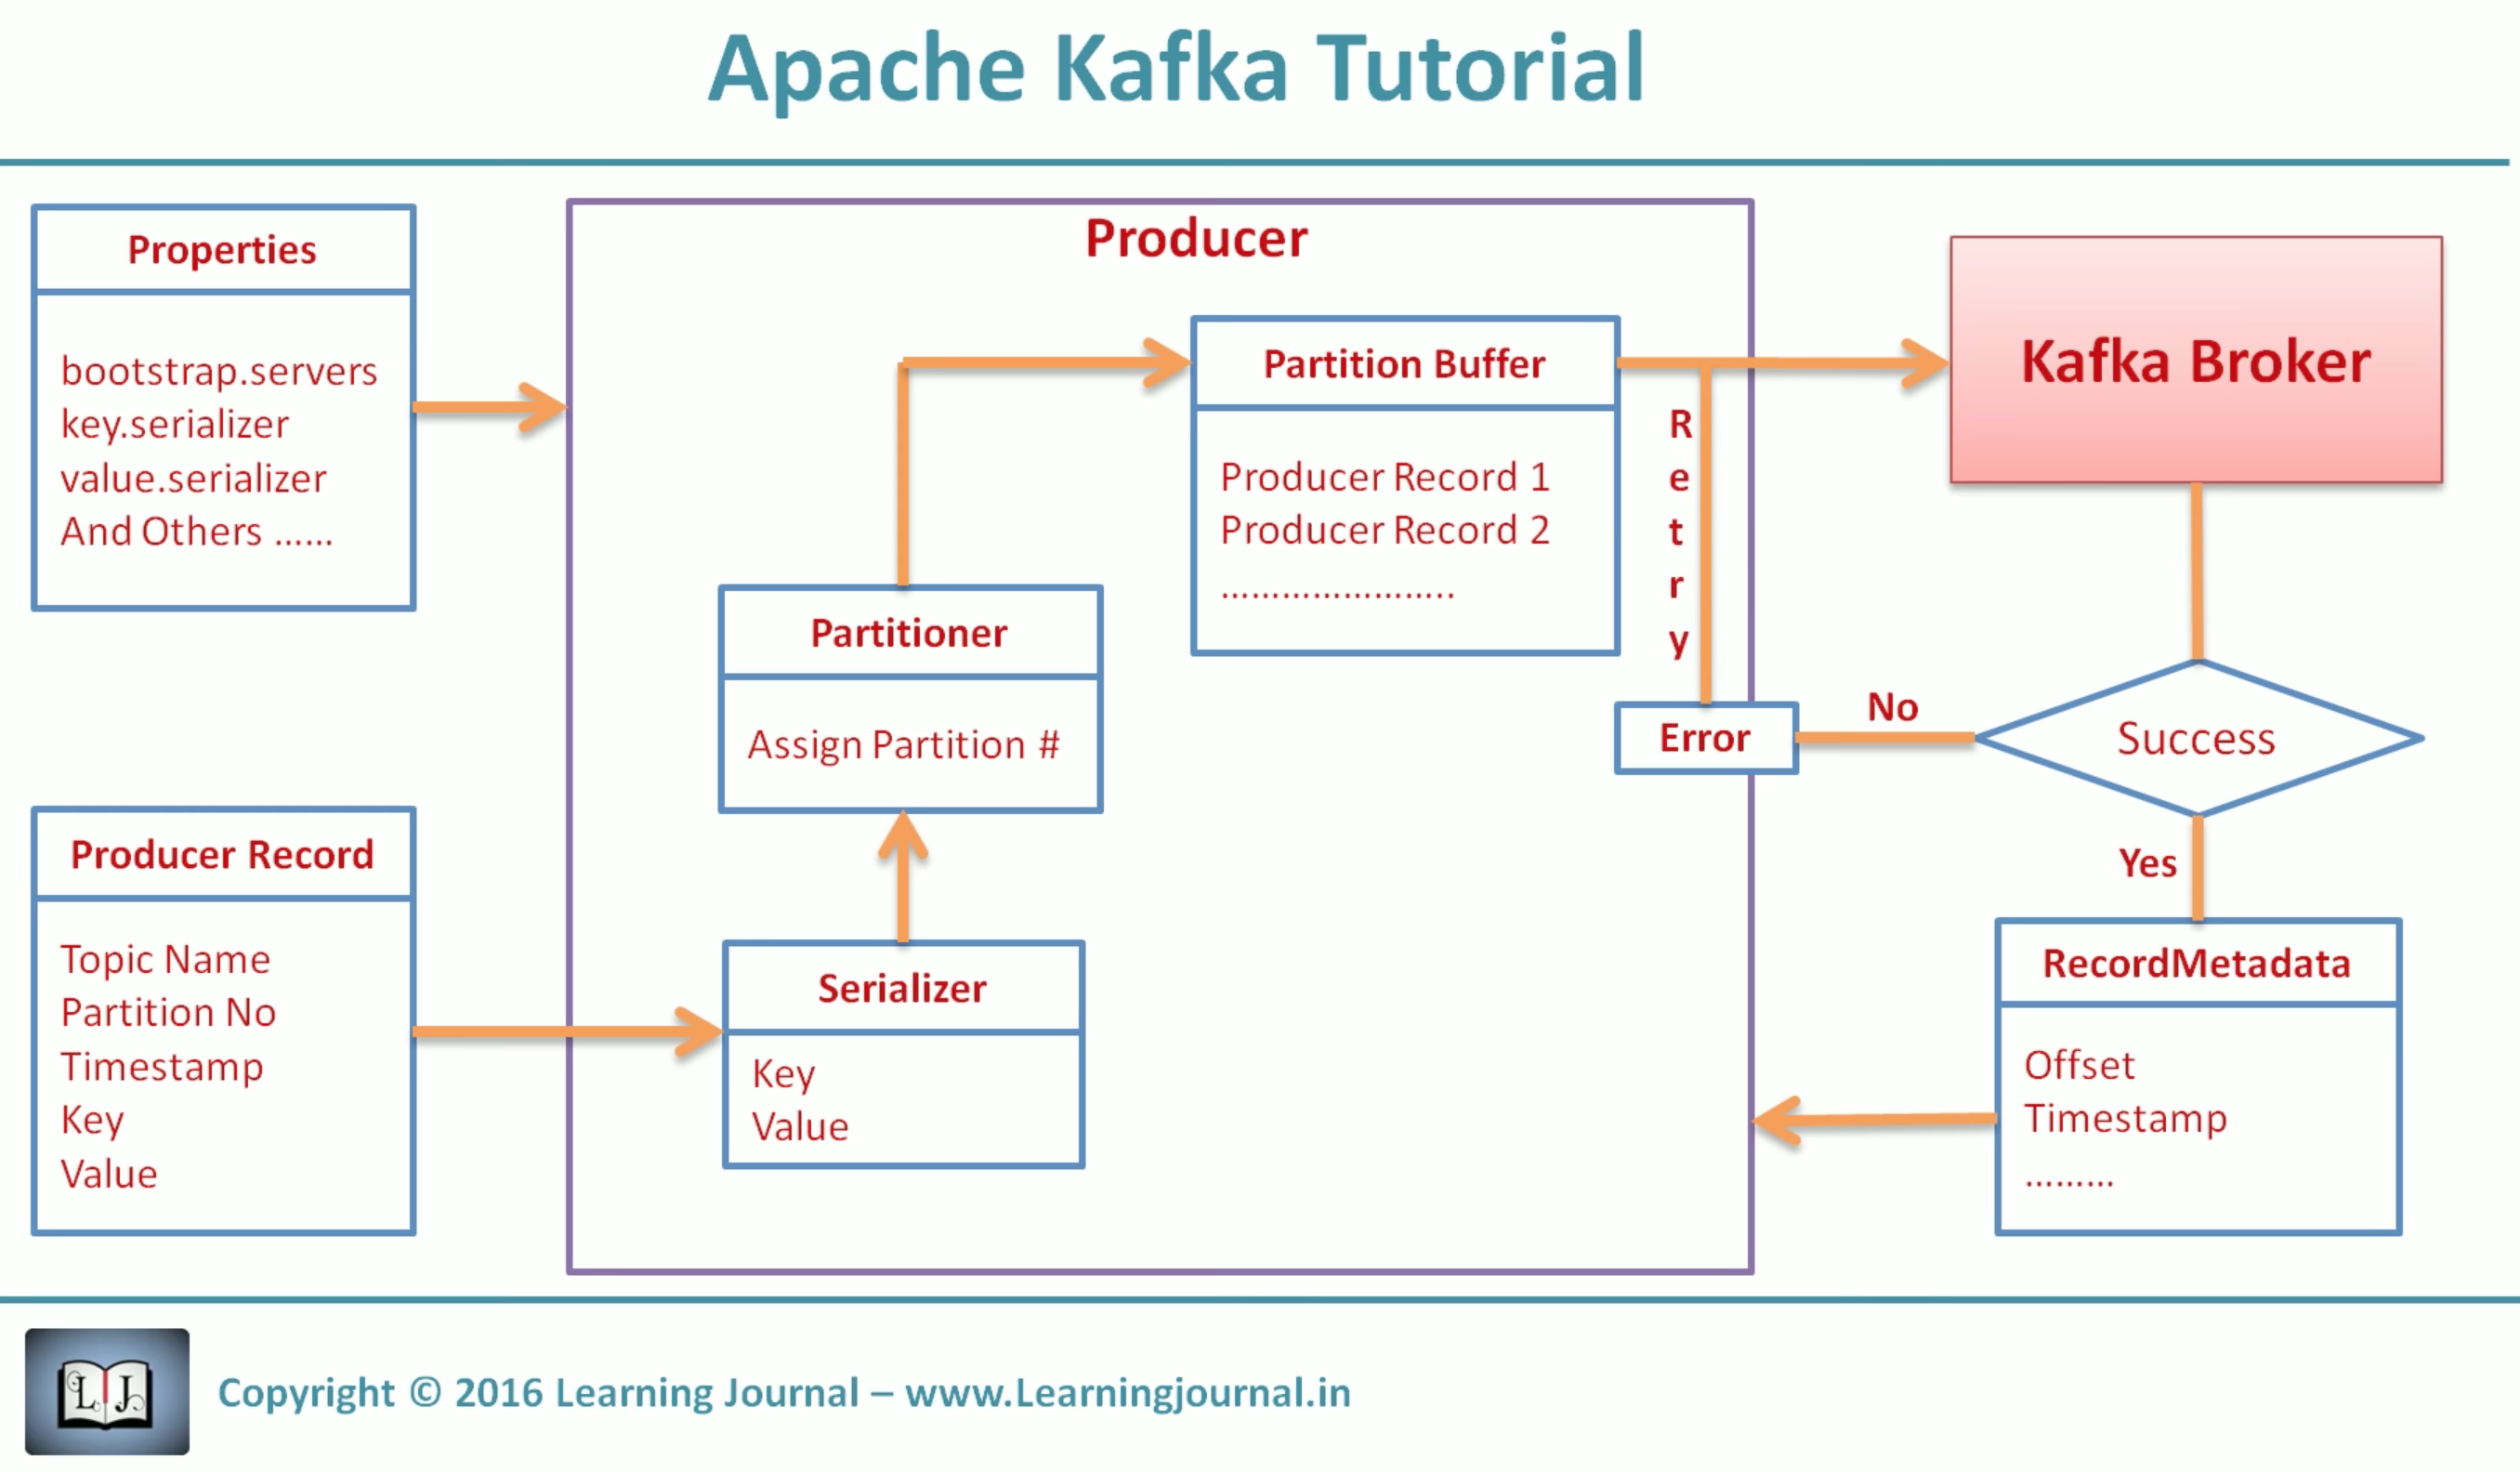 Apache Kafka Tutorial
Properties
bootstrap.servers
key.serializer
value.serializer
And Others ......
Producer Record
Topic Name
Partition No
Timestamp
Key
Value
Producer
Partition Buffer
Producer Record 1
Producer Record 2
.......................
Partitioner
Assign Partition #
Serializer
Key
Value
Retry
Error
Kafka Broker
No
Success
Yes
RecordMetadata
Offset
Timestamp
.........
LJ
Copyright © 2016 Learning Journal – www.Learningjournal.in